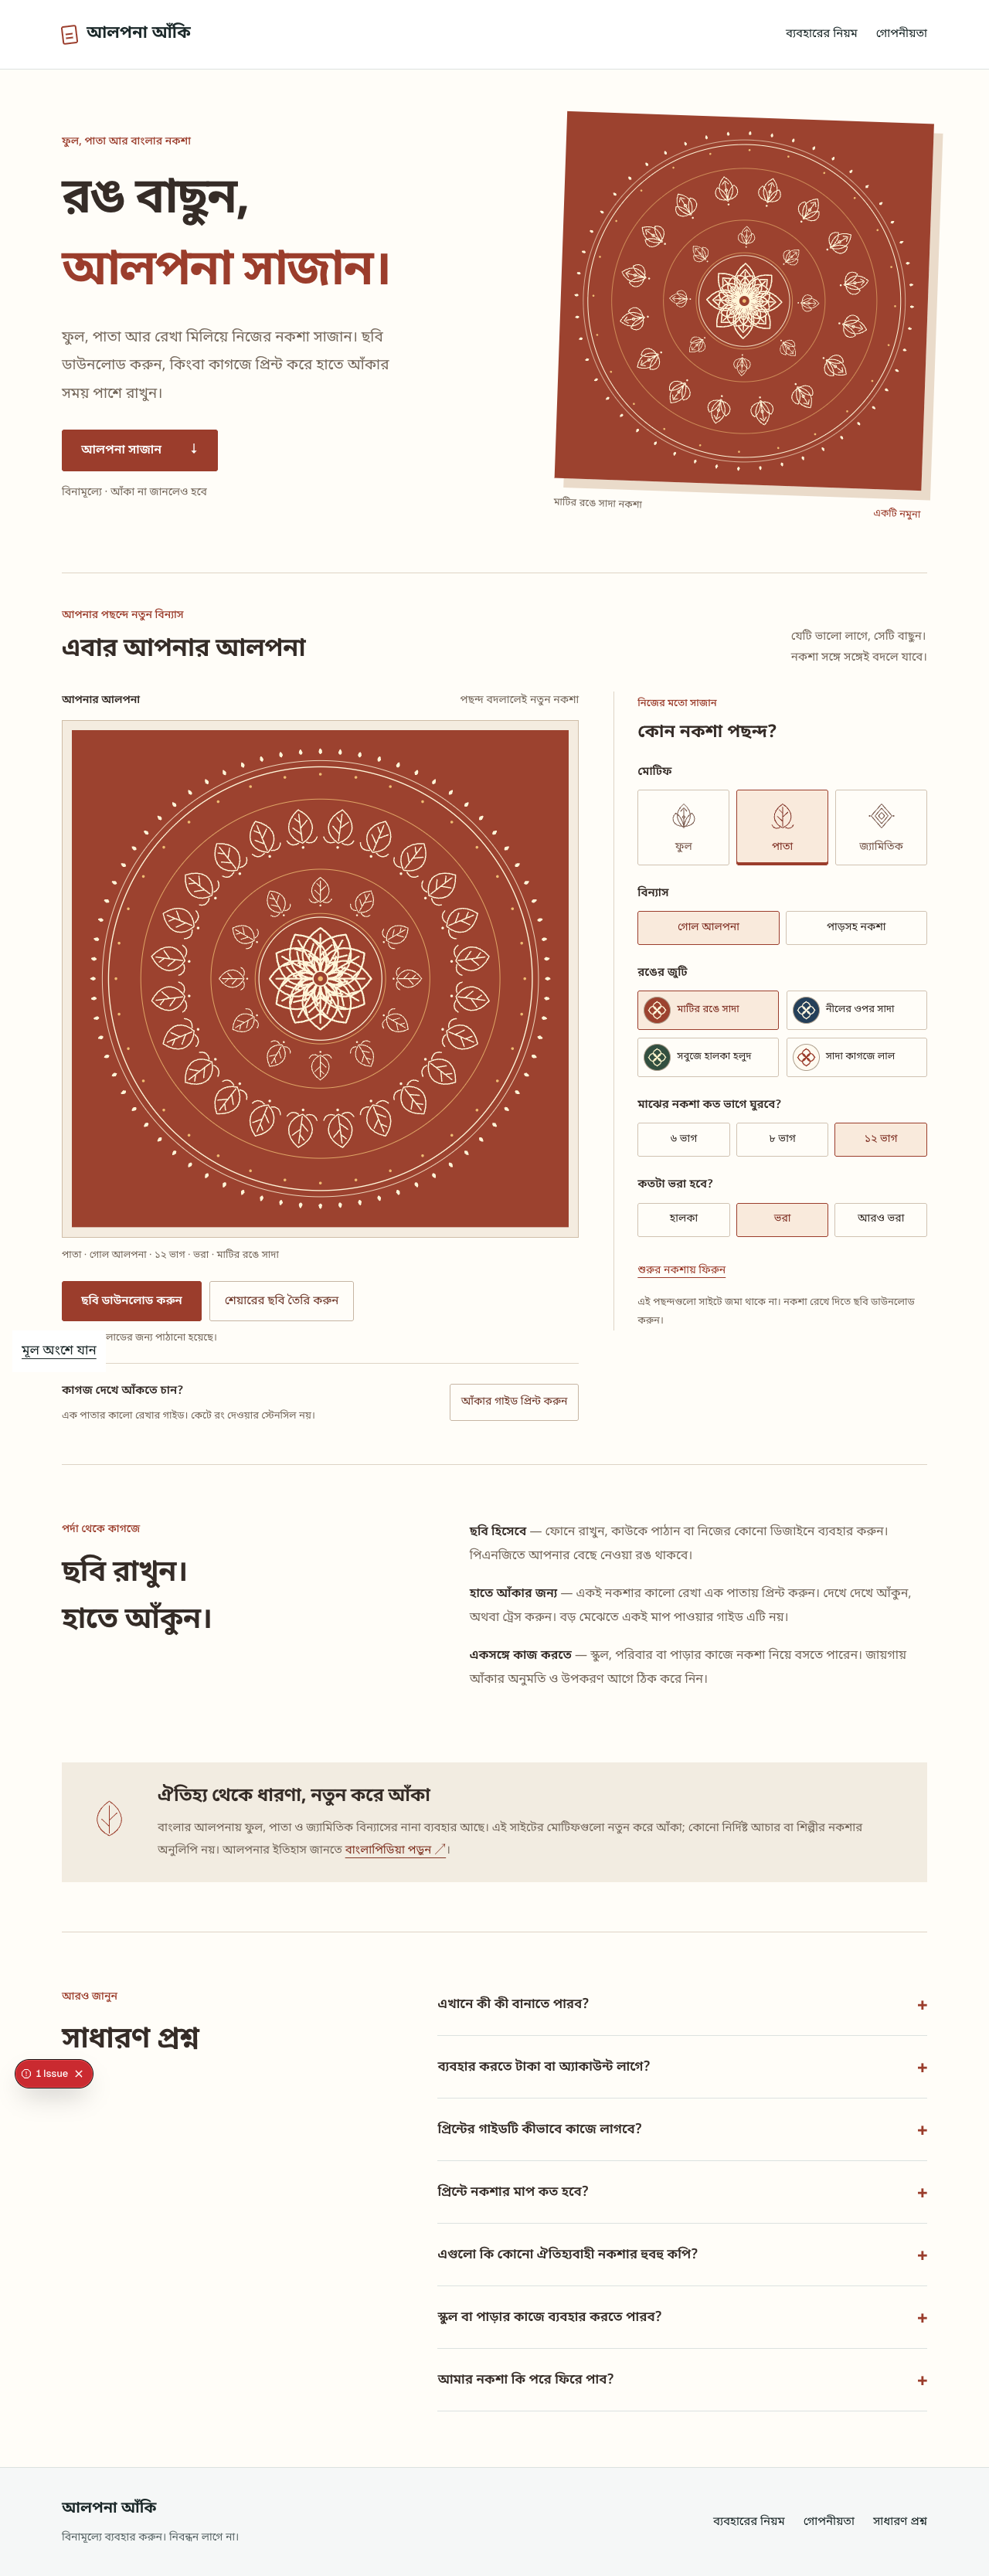 আলপনা আঁকি
ব্যবহারের নিয়ম
গোপনীয়তা
ফুল, পাতা আর বাংলার নকশা
রঙ বাছুন,
আলপনা সাজান।
ফুল, পাতা আর রেখা মিলিয়ে নিজের নকশা সাজান। ছবি
ডাউনলোড করুন, কিংবা কাগজে প্রিন্ট করে হাতে আঁকার
সময় পাশে রাখুন।
আলপনা সাজান ↓
বিনামূল্যে · আঁকা না জানলেও হবে
মাটির রঙে সাদা নকশা
একটি নমুনা
আপনার পছন্দে নতুন বিন্যাস
এবার আপনার আলপনা
যেটি ভালো লাগে, সেটি বাছুন।
নকশা সঙ্গে সঙ্গেই বদলে যাবে।
আপনার আলপনা
পছন্দ বদলালেই নতুন নকশা
নিজের মতো সাজান
কোন নকশা পছন্দ?
মোটিফ
ফুল
পাতা
জ্যামিতিক
বিন্যাস
গোল আলপনা
পাড়সহ নকশা
রঙের জুটি
মাটির রঙে সাদা
নীলের ওপর সাদা
সবুজে হালকা হলুদ
সাদা কাগজে লাল
মাঝের নকশা কত ভাগে ঘুরবে?
৬ ভাগ
৮ ভাগ
১২ ভাগ
কতটা ভরা হবে?
হালকা
ভরা
আরও ভরা
শুরুর নকশায় ফিরুন
এই পছন্দগুলো সাইটে জমা থাকে না। নকশা রেখে দিতে ছবি ডাউনলোড
করুন।
পাতা · গোল আলপনা · ১২ ভাগ · ভরা · মাটির রঙে সাদা
ছবি ডাউনলোড করুন
শেয়ারের ছবি তৈরি করুন
লাডের জন্য পাঠানো হয়েছে।
মূল অংশে যান
কাগজ দেখে আঁকতে চান?
এক পাতার কালো রেখার গাইড। কেটে রং দেওয়ার স্টেনসিল নয়।
আঁকার গাইড প্রিন্ট করুন
পর্দা থেকে কাগজে
ছবি রাখুন।
হাতে আঁকুন।
ছবি হিসেবে — ফোনে রাখুন, কাউকে পাঠান বা নিজের কোনো ডিজাইনে ব্যবহার করুন।
পিএনজিতে আপনার বেছে নেওয়া রঙ থাকবে।
হাতে আঁকার জন্য — একই নকশার কালো রেখা এক পাতায় প্রিন্ট করুন। দেখে দেখে আঁকুন,
অথবা ট্রেস করুন। বড় মেঝেতে একই মাপ পাওয়ার গাইড এটি নয়।
একসঙ্গে কাজ করতে — স্কুল, পরিবার বা পাড়ার কাজে নকশা নিয়ে বসতে পারেন। জায়গায়
আঁকার অনুমতি ও উপকরণ আগে ঠিক করে নিন।
ঐতিহ্য থেকে ধারণা, নতুন করে আঁকা
বাংলার আলপনায় ফুল, পাতা ও জ্যামিতিক বিন্যাসের নানা ব্যবহার আছে। এই সাইটের মোটিফগুলো নতুন করে আঁকা; কোনো নির্দিষ্ট আচার বা শিল্পীর নকশার
অনুলিপি নয়। আলপনার ইতিহাস জানতে বাংলাপিডিয়া পড়ুন ↗।
আরও জানুন
সাধারণ প্রশ্ন
1 Issue
এখানে কী কী বানাতে পারব?
ব্যবহার করতে টাকা বা অ্যাকাউন্ট লাগে?
প্রিন্টের গাইডটি কীভাবে কাজে লাগবে?
প্রিন্টে নকশার মাপ কত হবে?
এগুলো কি কোনো ঐতিহ্যবাহী নকশার হুবহু কপি?
স্কুল বা পাড়ার কাজে ব্যবহার করতে পারব?
আমার নকশা কি পরে ফিরে পাব?
আলপনা আঁকি
বিনামূল্যে ব্যবহার করুন। নিবন্ধন লাগে না।
ব্যবহারের নিয়ম
গোপনীয়তা
সাধারণ প্রশ্ন